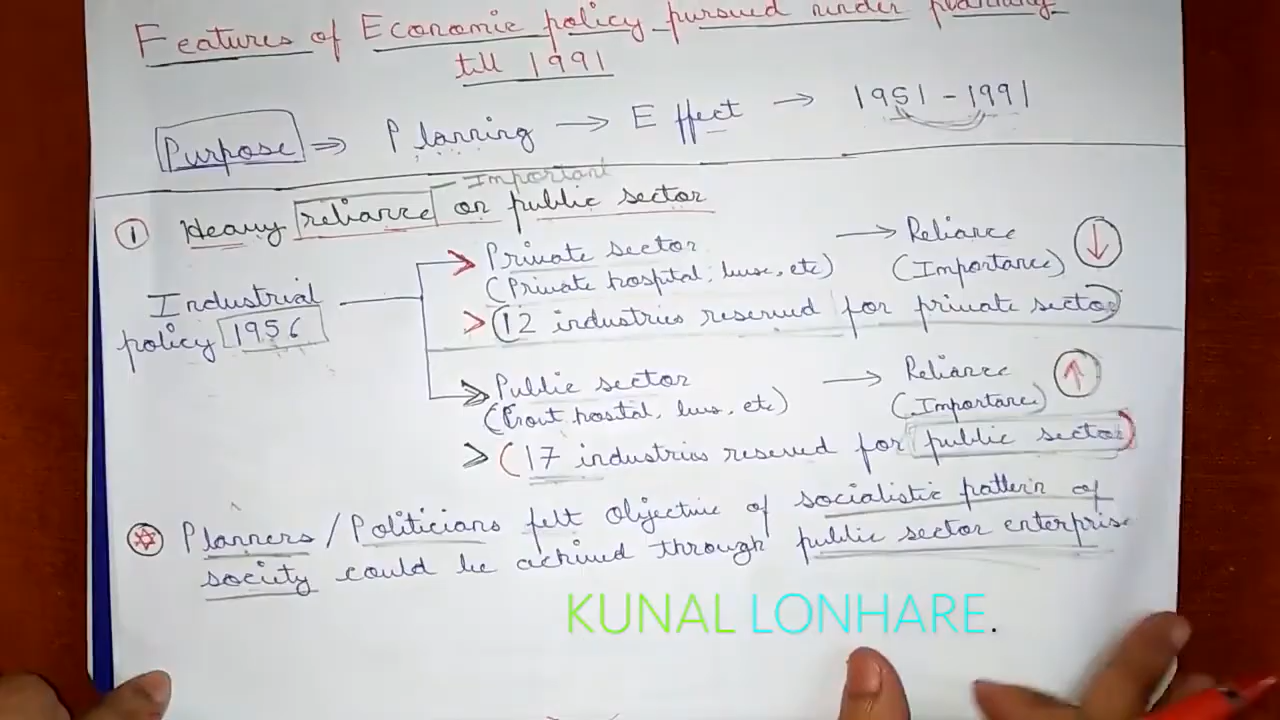 Features of Economic policy pursued under planning
till 1991
Purpose ⇒ Planning → Effect → 1951 - 1991
Important
① Heavy reliance on public sector
Private sector → Reliance ↓
(Private hospital, buse, etc) (Importance)
Industrial
policy 1956
> (12 industries reserved for private sector)
Public sector → Reliance ↑
(Govt hospital, bus, etc) (Importance)
> (17 industries reserved for public sector)
Planners / Politicians felt objective of socialistic pattern of
society could be achieved through public sector enterprise
KUNAL LONHARE.